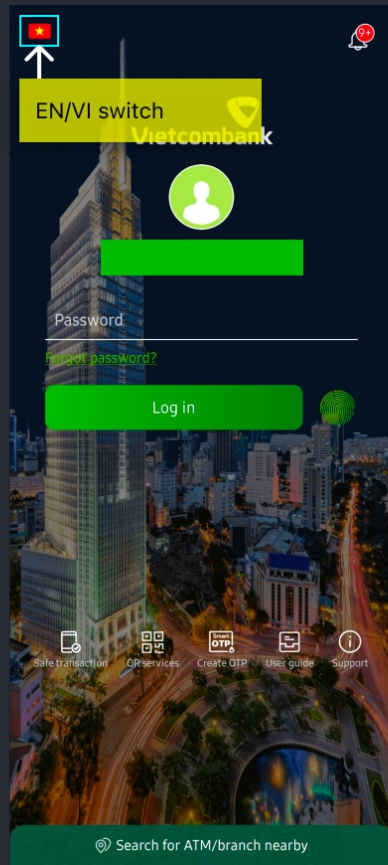 9+
EN/VI switch
Vietcombank
Password
Forgot password?
Log in
Smart
OTP
Safe transaction
QR services
Create OTP
User guide
Support
Search for ATM/branch nearby